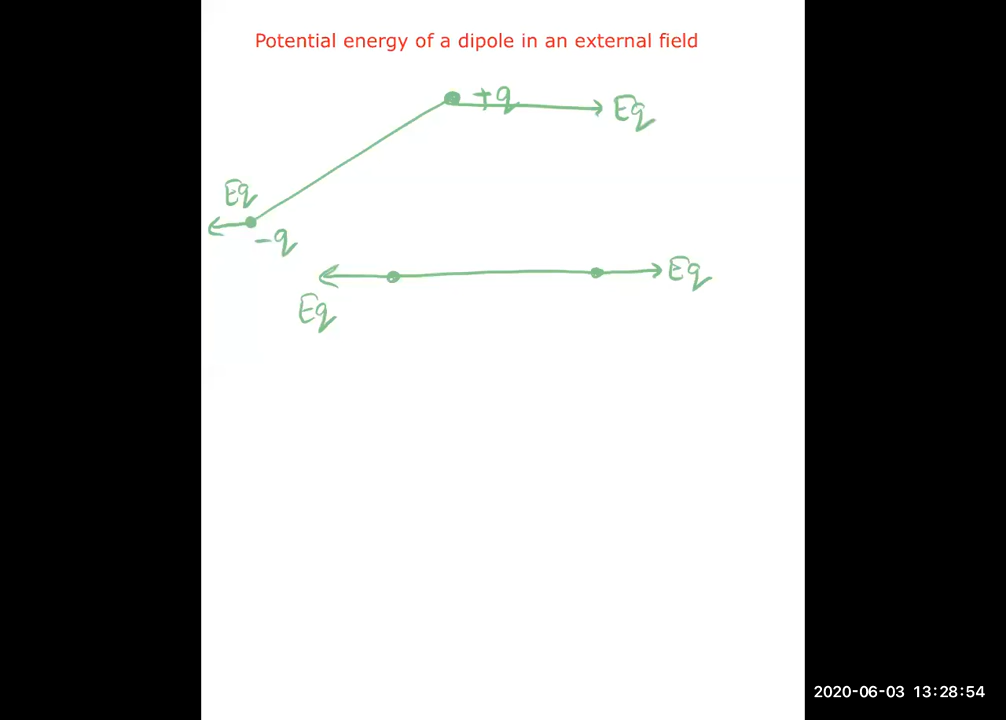 Potential energy of a dipole in an external field
+q
Eq
Eq
-q
Eq
Eq
2020-06-03 13:28:54